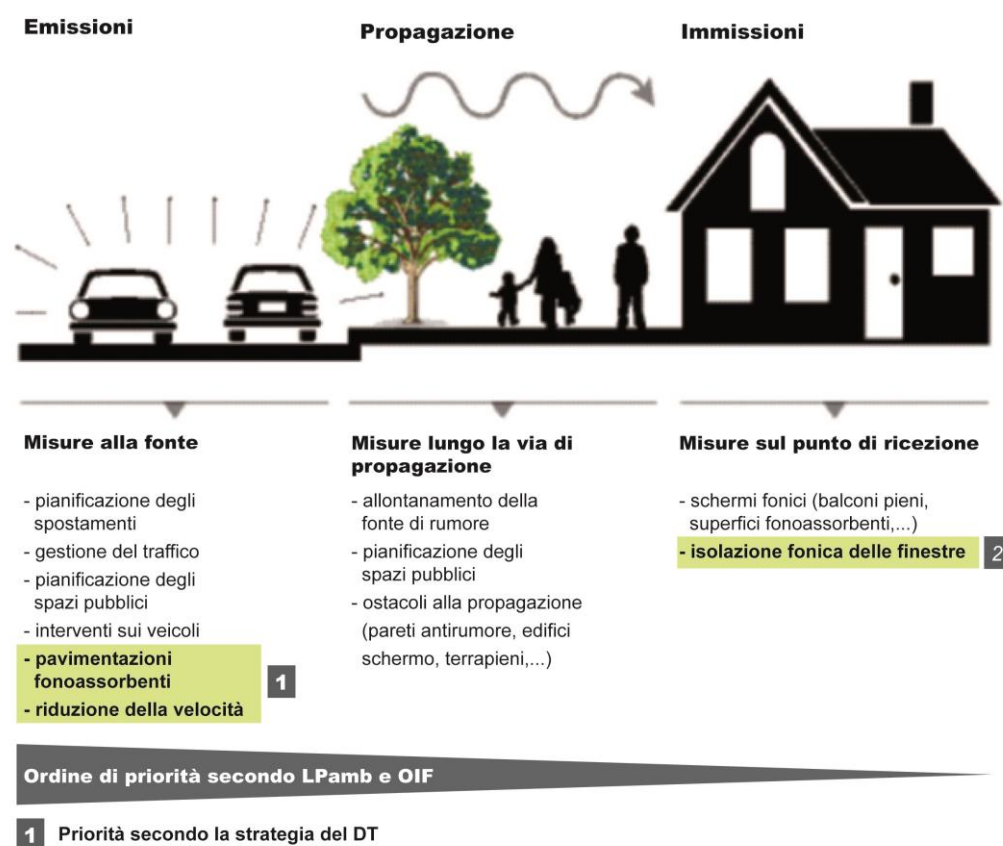 Emissioni
Propagazione
Immissioni
Misure alla fonte
- pianificazione degli
spostamenti
- gestione del traffico
- pianificazione degli
spazi pubblici
- interventi sui veicoli
- pavimentazioni
fonoassorbenti
- riduzione della velocità
1
Misure lungo la via di
propagazione
- allontanamento della
fonte di rumore
- pianificazione degli
spazi pubblici
- ostacoli alla propagazione
(pareti antirumore, edifici
schermo, terrapieni,...)
Misure sul punto di ricezione
- schermi fonici (balconi pieni,
superfici fonoassorbenti,...)
- isolazione fonica delle finestre
2
Ordine di priorità secondo LPamb e OIF
1 Priorità secondo la strategia del DT